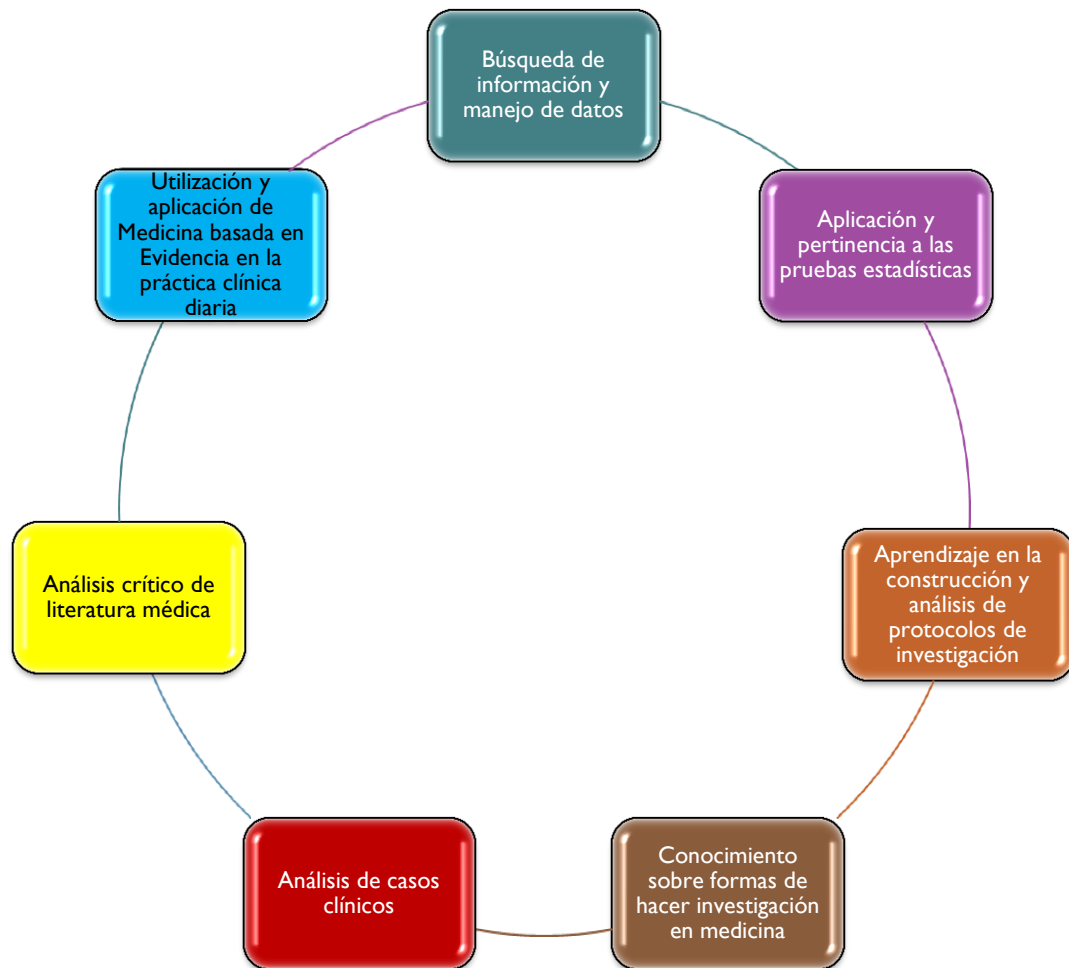 Búsqueda de
información y
manejo de datos
Aplicación y
pertinencia a las
pruebas estadísticas
Aprendizaje en la
construcción y
análisis de
protocolos de
investigación
Conocimiento
sobre formas de
hacer investigación
en medicina
Análisis de casos
clínicos
Análisis crítico de
literatura médica
Utilización y
aplicación de
Medicina basada en
Evidencia en la
práctica clínica
diaria